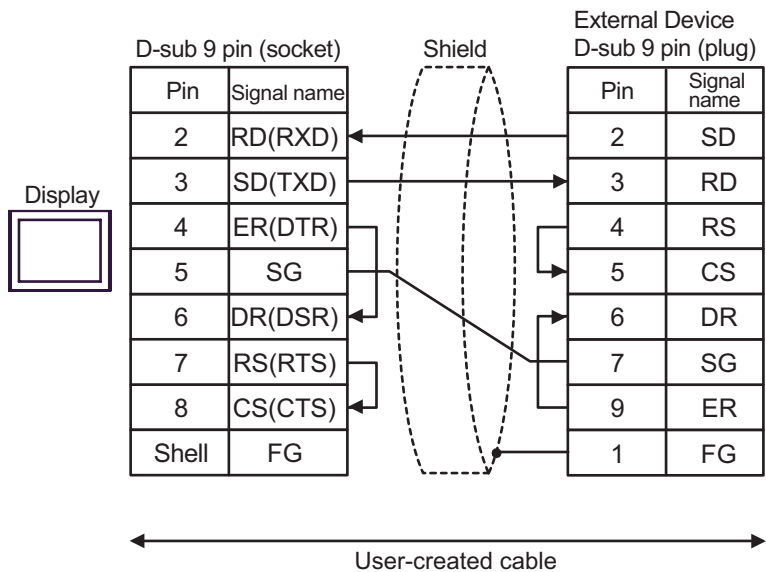 External Device
D-sub 9 pin (socket) Shield D-sub 9 pin (plug)
Pin Signal name Pin Signal name
2 RD(RXD) 2 SD
3 SD(TXD) 3 RD
Display
4 ER(DTR) 4 RS
5 SG 5 CS
6 DR(DSR) 6 DR
7 RS(RTS) 7 SG
8 CS(CTS) 9 ER
Shell FG 1 FG
User-created cable